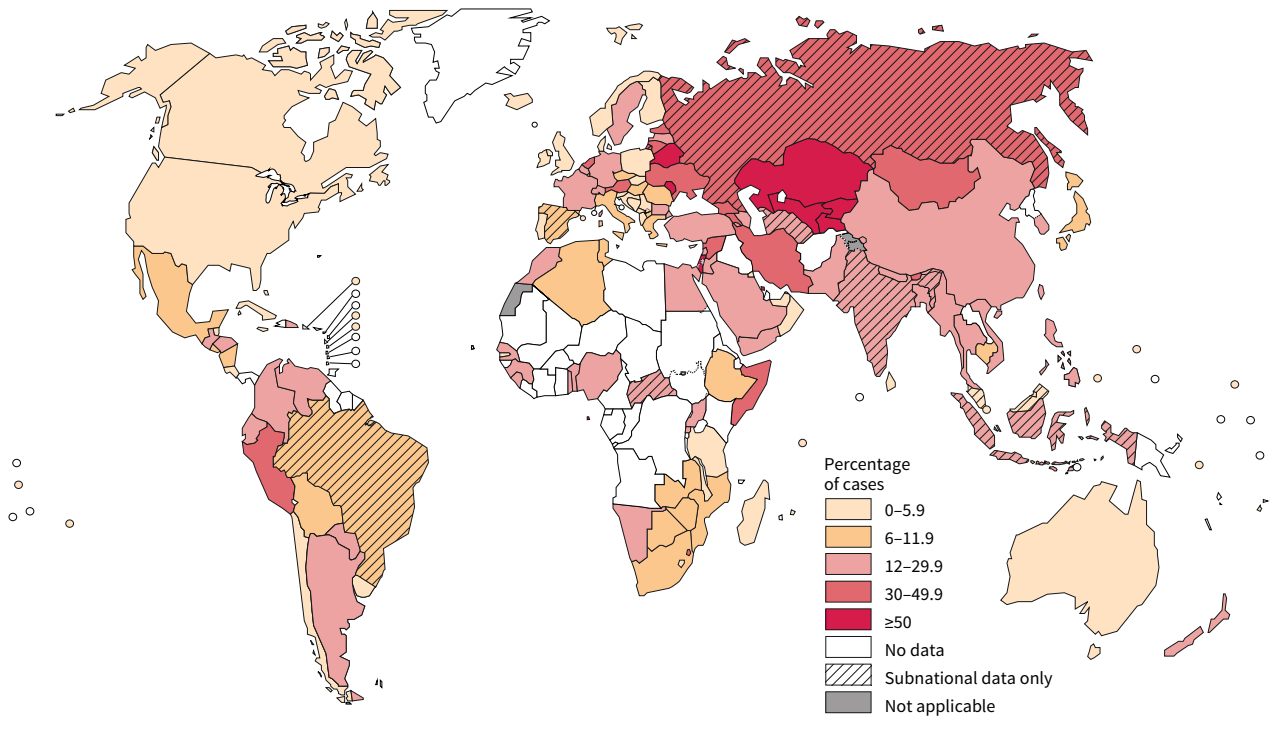 Percentage
of cases
0–5.9
6–11.9
12–29.9
30–49.9
≥50
No data
Subnational data only
Not applicable